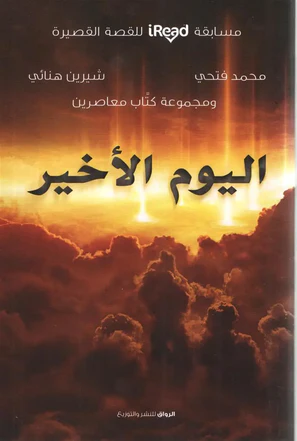 مسابقة iRead للقصة القصيرة
محمد فتحي شيرين هنائي
ومجموعة كتَّاب معاصرين
اليوم الأخير
الرواق للنشر والتوزيع